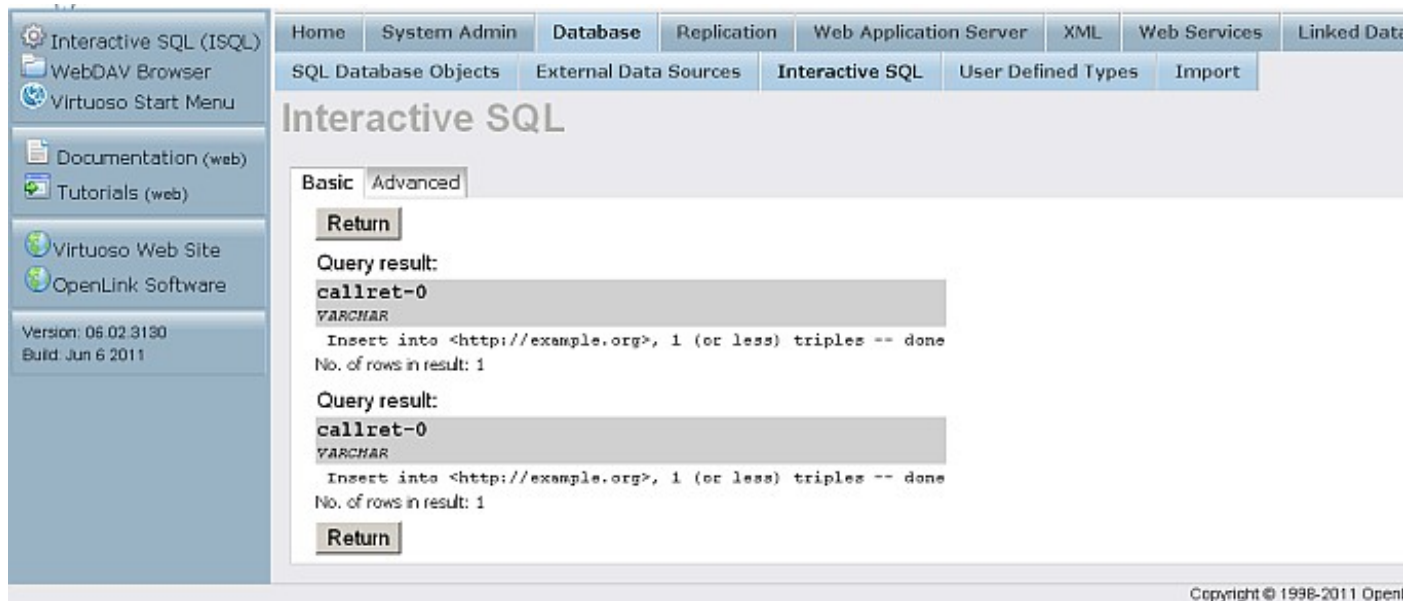 Interactive SQL (ISQL)
WebDAV Browser
Virtuoso Start Menu
Documentation (web)
Tutorials (web)
Virtuoso Web Site
OpenLink Software
Version: 06.02.3130
Build: Jun 6 2011
Home System Admin Database Replication Web Application Server XML Web Services Linked Data
SQL Database Objects External Data Sources Interactive SQL User Defined Types Import
Interactive SQL
Basic Advanced
Return
Query result:
callret-0
VARCHAR
Insert into <http://example.org>, 1 (or less) triples -- done
No. of rows in result: 1
Query result:
callret-0
VARCHAR
Insert into <http://example.org>, 1 (or less) triples -- done
No. of rows in result: 1
Return
Copyright © 1998-2011 Openl